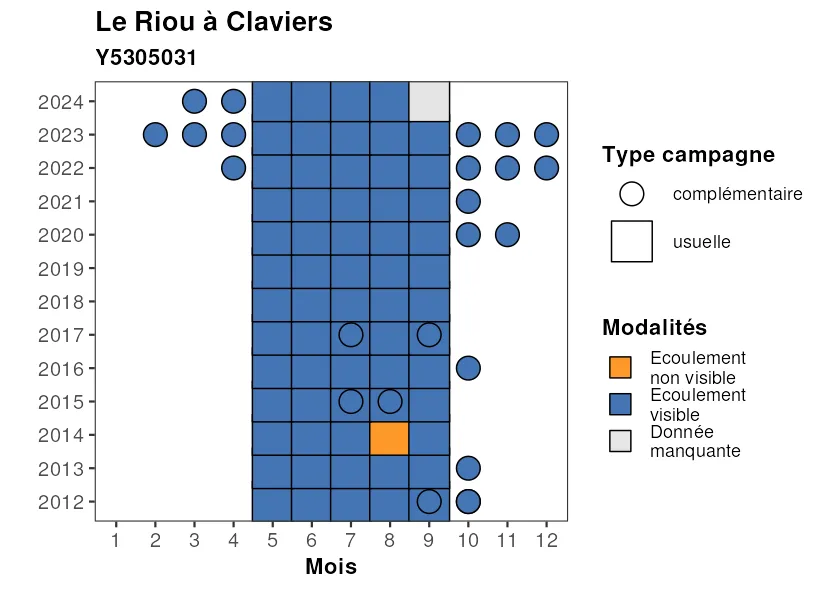 Le Riou à Claviers
Y5305031
2024
2023
2022
2021
2020
2019
2018
2017
2016
2015
2014
2013
2012
1 2 3 4 5 6 7 8 9 10 11 12
Mois
Type campagne
complémentaire
usuelle
Modalités
Ecoulement
non visible
Ecoulement
visible
Donnée
manquante